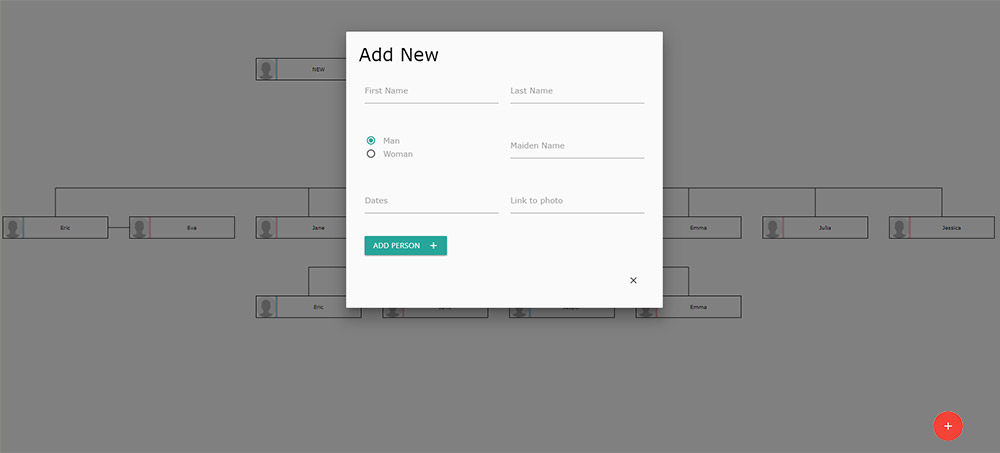 Add New
NEW
First Name
Last Name
Man
Woman
Maiden Name
Dates
Link to photo
Eric
Eva
Jane
Emma
Julia
Jessica
ADD PERSON +
Eric
Emma